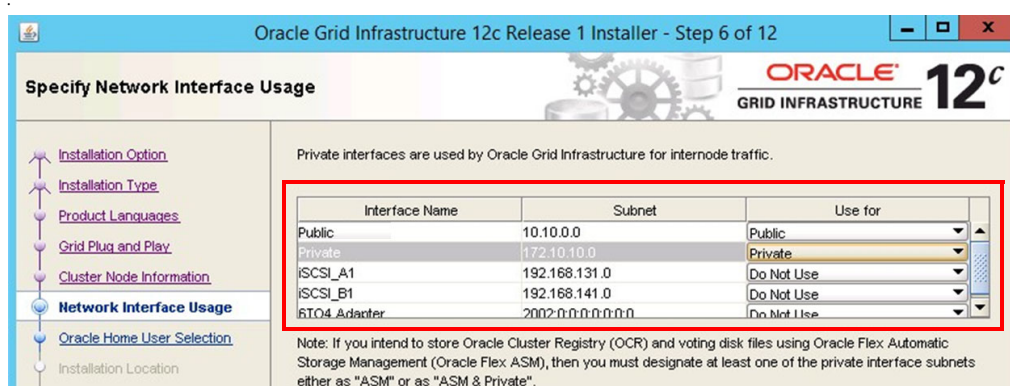 Oracle Grid Infrastructure 12c Release 1 Installer - Step 6 of 12
Specify Network Interface Usage
ORACLE 12c
GRID INFRASTRUCTURE
Installation Option
Installation Type
Product Languages
Grid Plug and Play
Cluster Node Information
Network Interface Usage
Oracle Home User Selection
Installation Location
Private interfaces are used by Oracle Grid Infrastructure for internode traffic.
Interface Name Subnet Use for
Public 10.10.0.0 Public
Private 172.10.10.0 Private
iSCSI_A1 192.168.131.0 Do Not Use
iSCSI_B1 192.168.141.0 Do Not Use
6TO4 Adapter 2002:0:0:0:0:0:0:0 Do Not Use
Note: If you intend to store Oracle Cluster Registry (OCR) and voting disk files using Oracle Flex Automatic
Storage Management (Oracle Flex ASM), then you must designate at least one of the private interface subnets
either as "ASM" or as "ASM & Private".